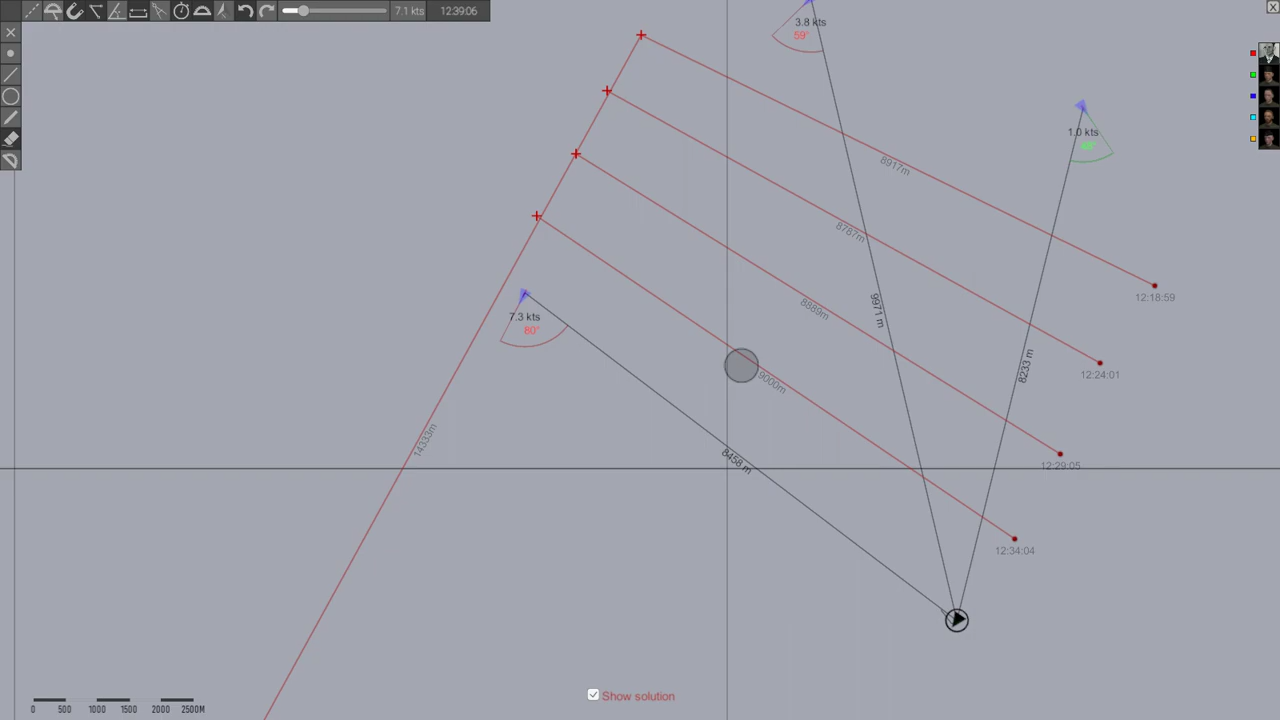 7.1 kts
12:39:06
3.8 kts
59°
1.0 kts
8917m
8787m
9971 m
12:18:59
8889m
7.3 kts
80°
8233 m
12:24:01
9000m
14333m
8458 m
12:29:05
12:34:04
Show solution
0 500 1000 1500 2000 2500M